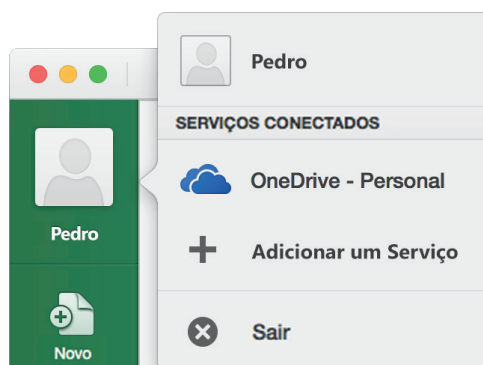 Pedro
SERVIÇOS CONECTADOS
OneDrive - Personal
Adicionar um Serviço
Sair
Pedro
Novo